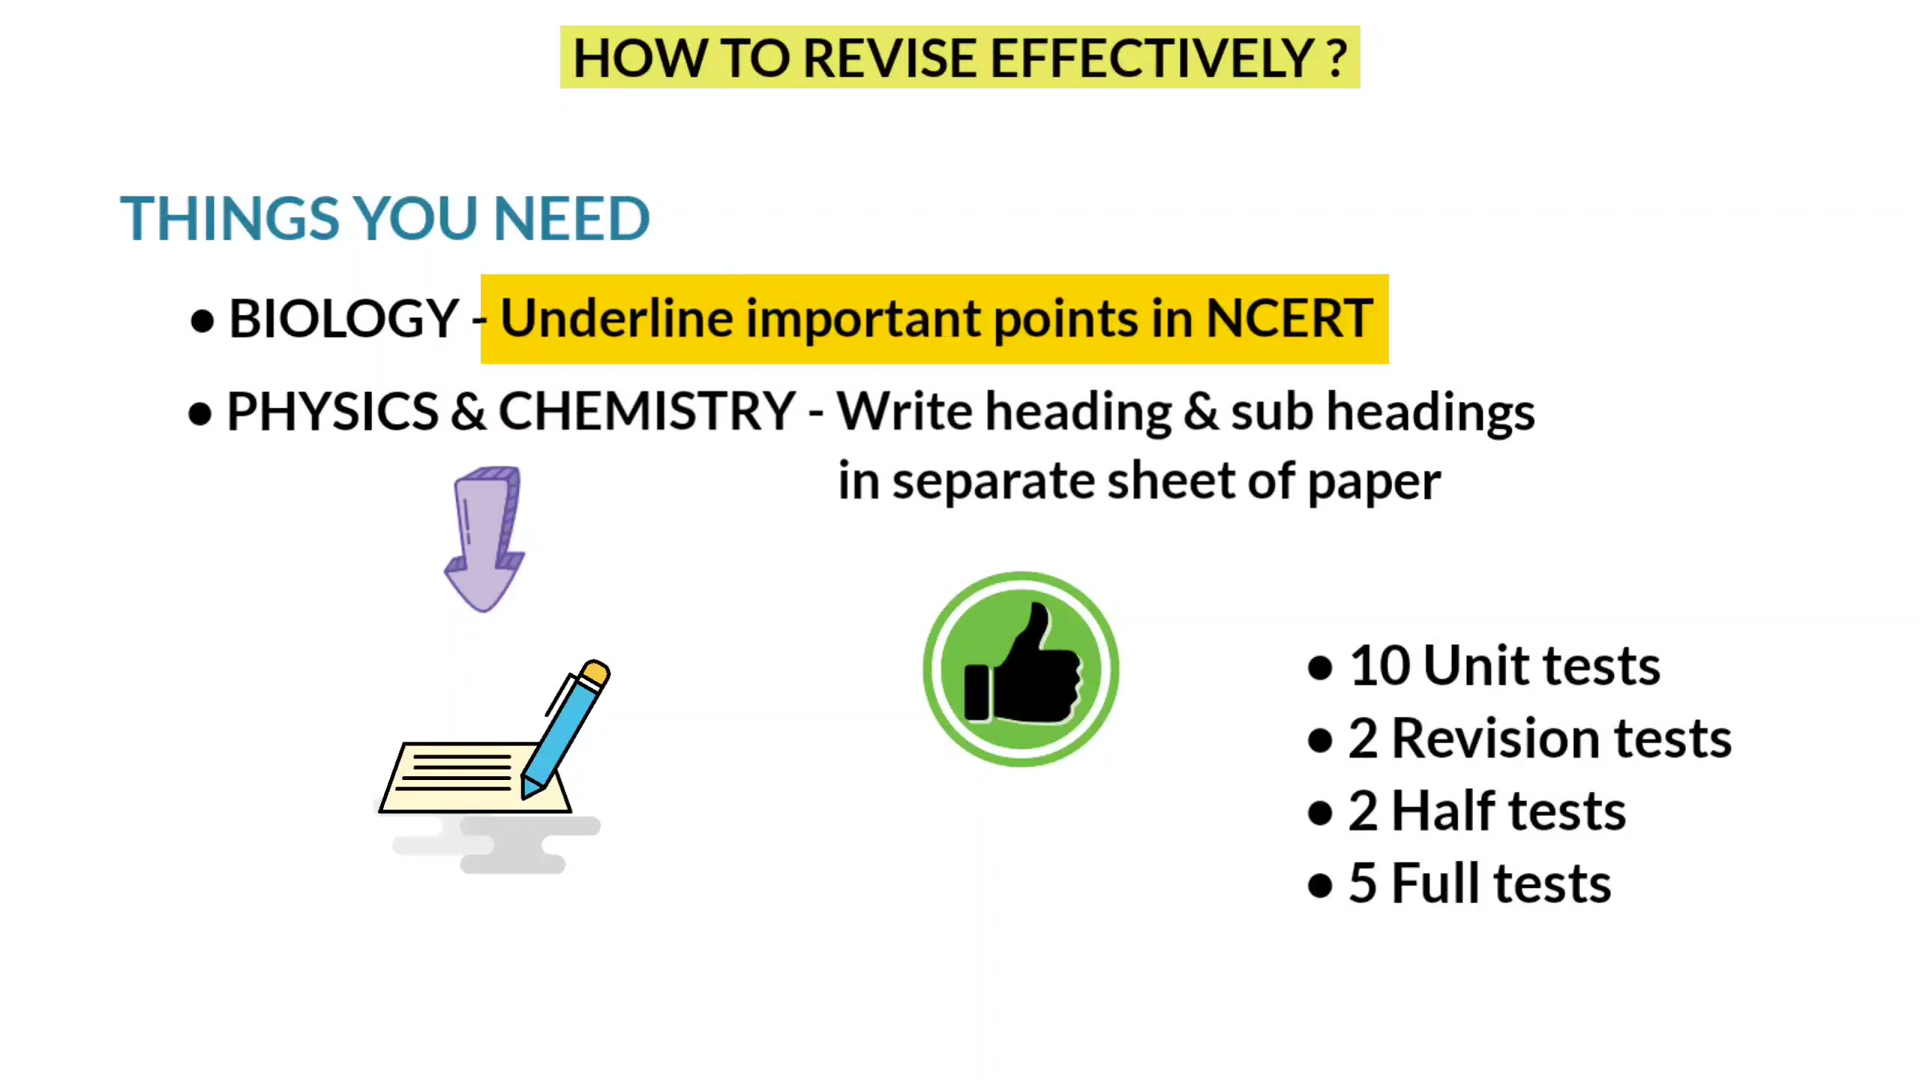 HOW TO REVISE EFFECTIVELY ?
THINGS YOU NEED
● BIOLOGY - Underline important points in NCERT
● PHYSICS & CHEMISTRY - Write heading & sub headings
in separate sheet of paper
● 10 Unit tests
● 2 Revision tests
● 2 Half tests
● 5 Full tests